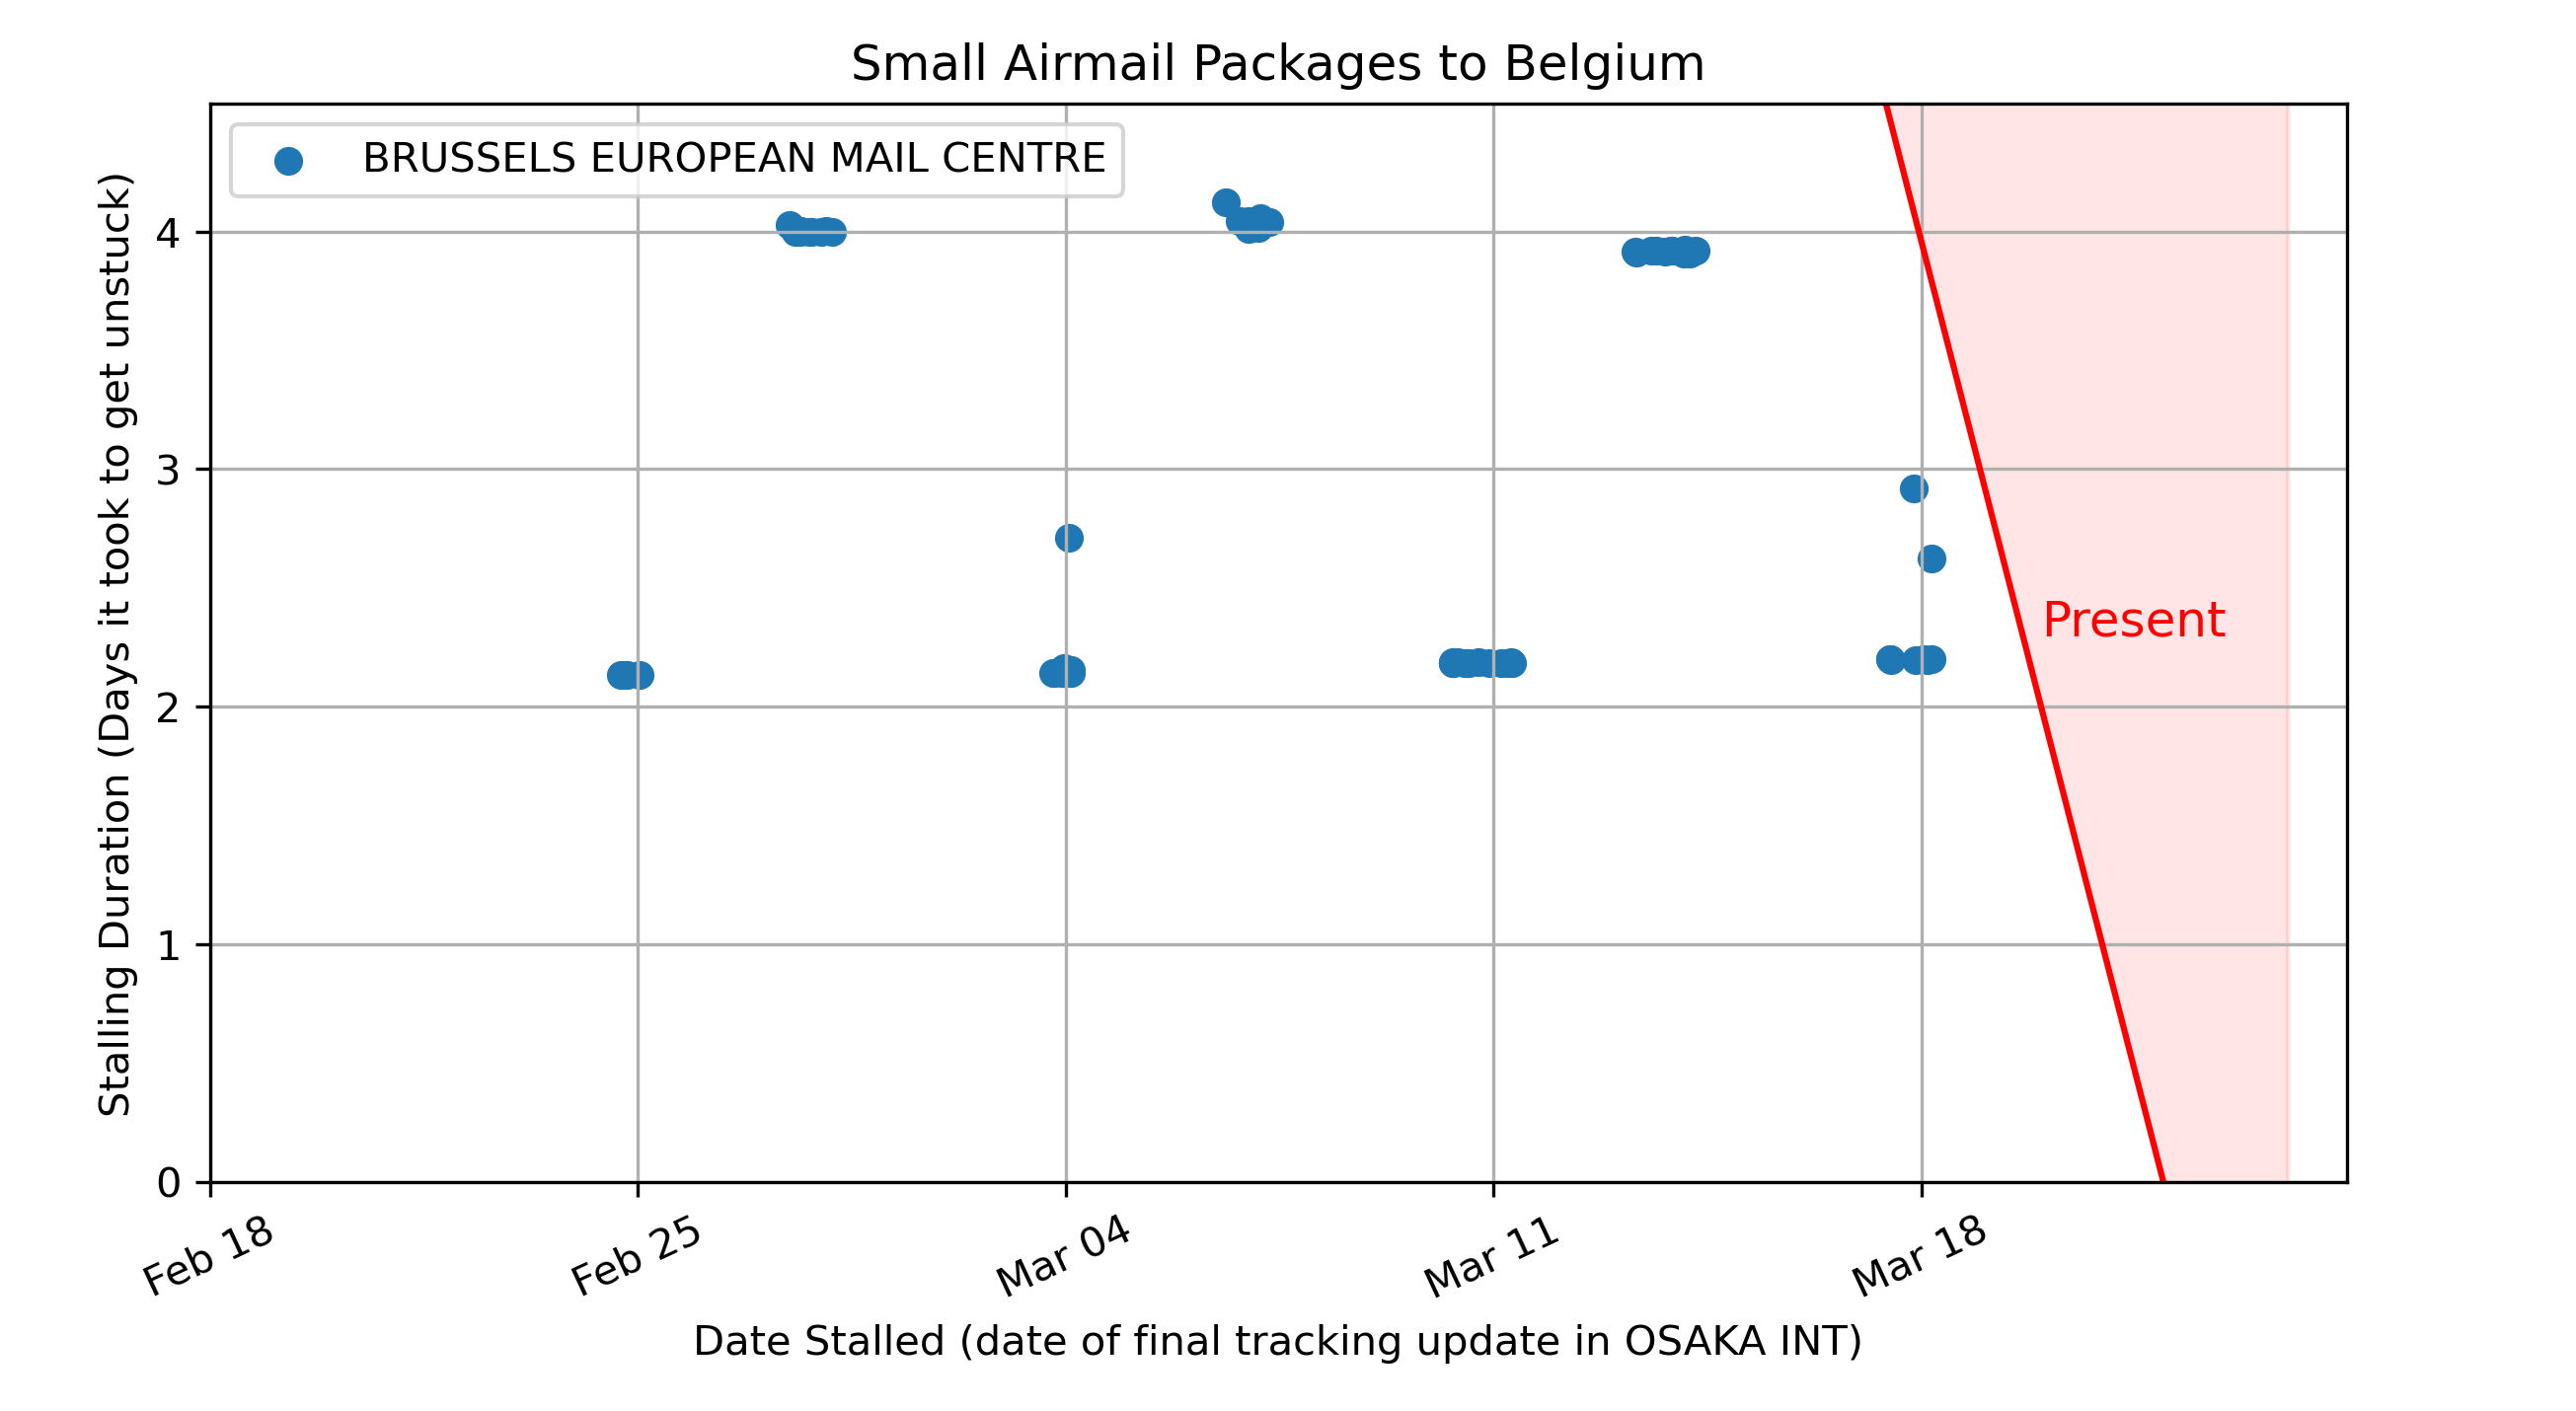 Small Airmail Packages to Belgium
BRUSSELS EUROPEAN MAIL CENTRE
Stalling Duration (Days it took to get unstuck)
4
3
2
1
0
Present
Feb 18
Feb 25
Mar 04
Mar 11
Mar 18
Date Stalled (date of final tracking update in OSAKA INT)